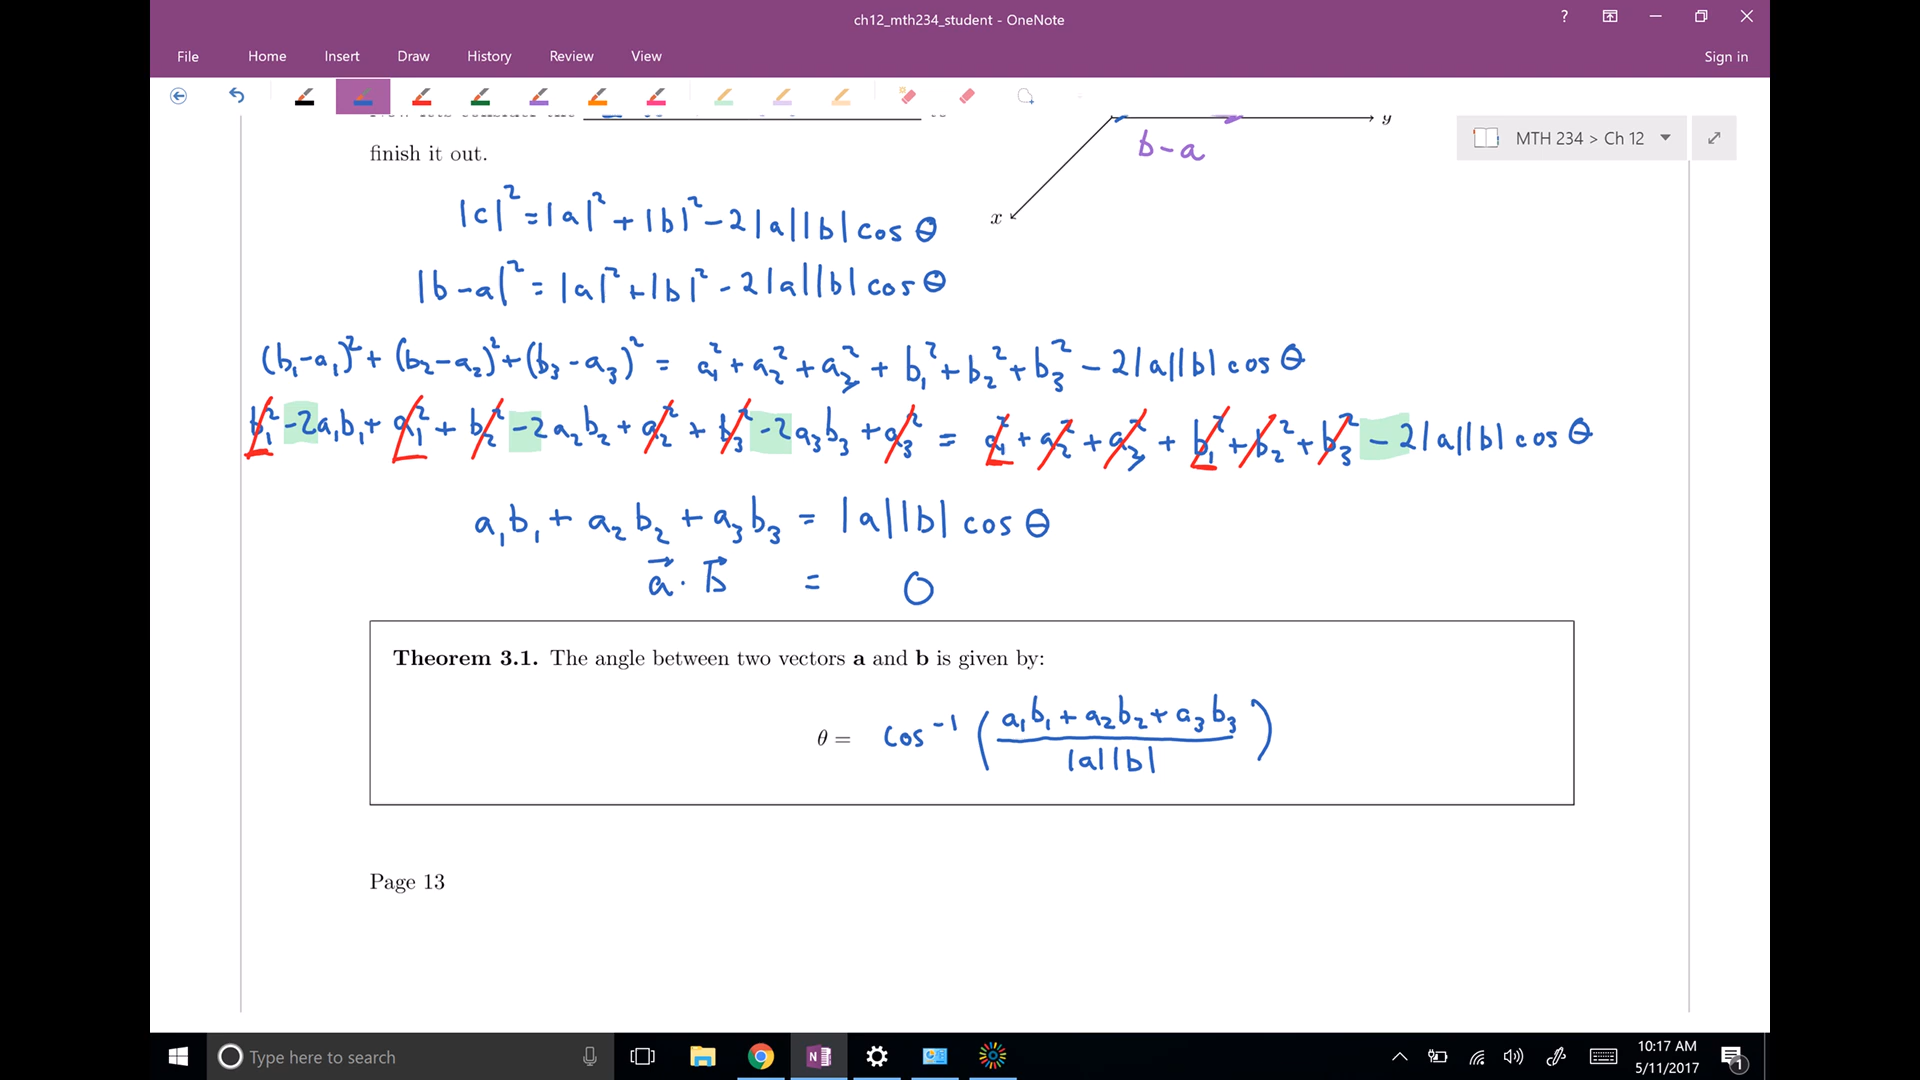 ch12_mth234_student - OneNote
?
File Home Insert Draw History Review View Sign in
MTH 234 > Ch 12
y
finish it out.
b - a
x
|c|² = |a|² + |b|² - 2|a||b| cos θ
|b - a|² = |a|² + |b|² - 2|a||b| cos θ
(b₁ - a₁)² + (b₂ - a₂)² + (b₃ - a₃)² = a₁² + a₂² + a₃² + b₁² + b₂² + b₃² - 2|a||b| cos θ
b₁² - 2a₁b₁ + a₁² + b₂² - 2a₂b₂ + a₂² + b₃² - 2a₃b₃ + a₃² = a₁² + a₂² + a₃² + b₁² + b₂² + b₃² - 2|a||b| cos θ
a₁b₁ + a₂b₂ + a₃b₃ = |a||b| cos θ
a⃗ · b⃗ = 0
Theorem 3.1. The angle between two vectors a and b is given by:
θ = cos⁻¹ ( (a₁b₁ + a₂b₂ + a₃b₃) / (|a||b|) )
Page 13
Type here to search
10:17 AM
5/11/2017
1